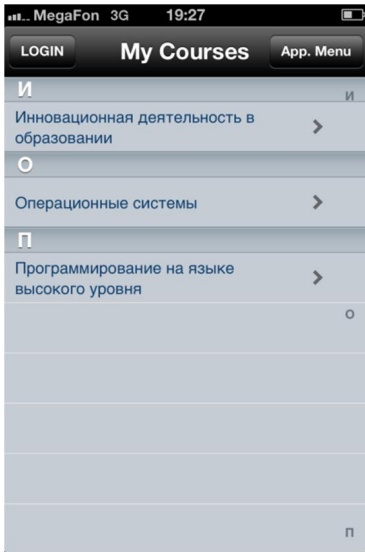 MegaFon 3G 19:27
LOGIN My Courses App. Menu
И
И
Инновационная деятельность в
образовании
О
Операционные системы
П
Программирование на языке
высокого уровня
О
П